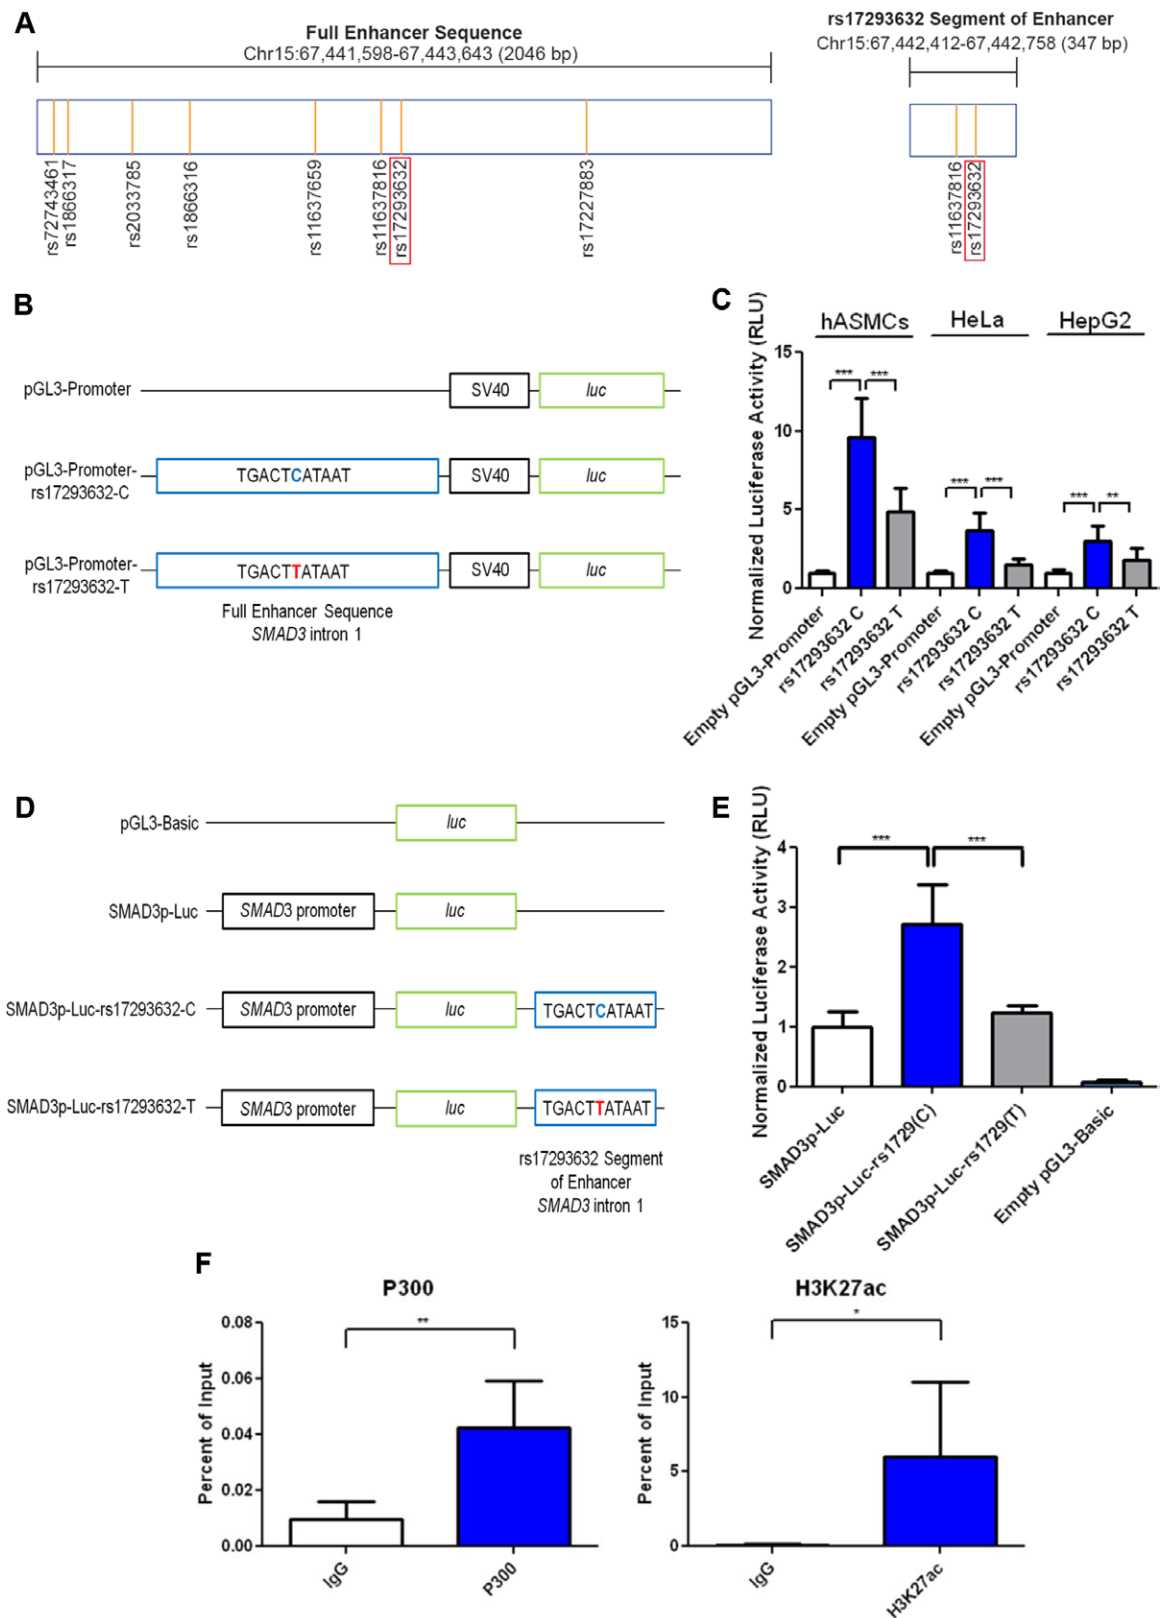 A
Full Enhancer Sequence
Chr15:67,441,598-67,443,643 (2046 bp)
rs17293632 Segment of Enhancer
Chr15:67,442,412-67,442,758 (347 bp)
rs72743461
rs1866317
rs2033785
rs1866316
rs11637659
rs11637816
rs17293632
rs17227883
rs11637816
rs17293632
B
pGL3-Promoter
SV40
luc
pGL3-Promoter-
rs17293632-C
TGACTCATAAT
SV40
luc
pGL3-Promoter-
rs17293632-T
TGACTTATAAT
SV40
luc
Full Enhancer Sequence
SMAD3 intron 1
C
Normalized Luciferase Activity (RLU)
hASMCs
HeLa
HepG2
15
10
5
0
*** ***
*** ***
*** **
Empty pGL3-Promoter
rs17293632 C
rs17293632 T
Empty pGL3-Promoter
rs17293632 C
rs17293632 T
Empty pGL3-Promoter
rs17293632 C
rs17293632 T
D
pGL3-Basic
luc
SMAD3p-Luc
SMAD3 promoter
luc
SMAD3p-Luc-rs17293632-C
SMAD3 promoter
luc
TGACTCATAAT
SMAD3p-Luc-rs17293632-T
SMAD3 promoter
luc
TGACTTATAAT
rs17293632 Segment
of Enhancer
SMAD3 intron 1
E
Normalized Luciferase Activity (RLU)
4
3
2
1
0
*** ***
SMAD3p-Luc
SMAD3p-Luc-rs1729(C)
SMAD3p-Luc-rs1729(T)
Empty pGL3-Basic
F
P300
Percent of Input
0.08
0.06
0.04
0.02
0.00
**
IgG
P300
H3K27ac
Percent of Input
15
10
5
0
*
IgG
H3K27ac